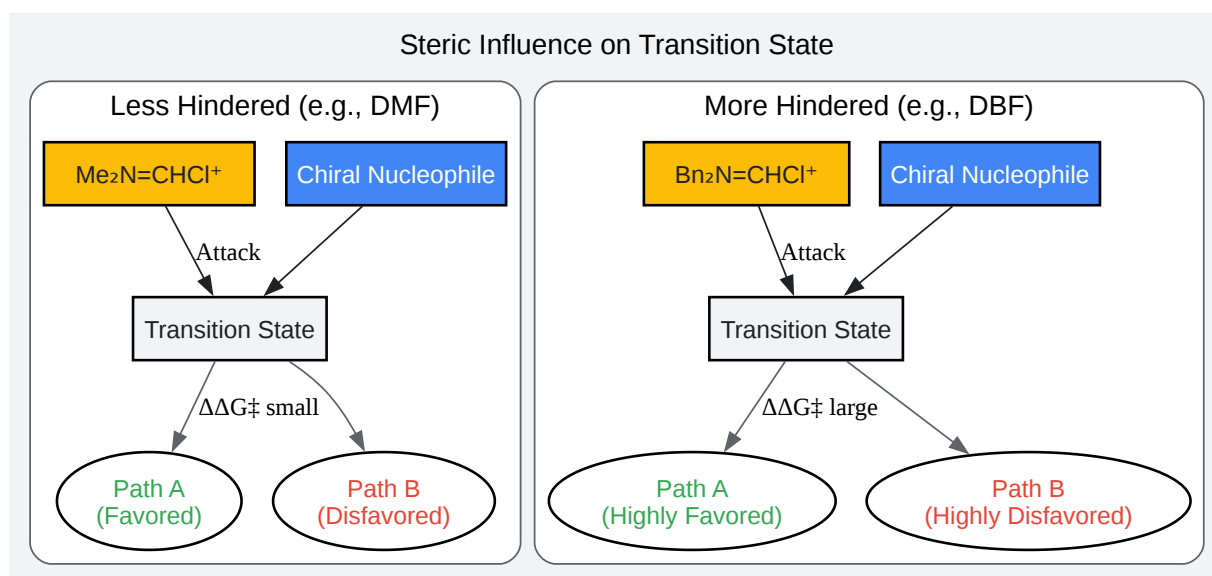 Steric Influence on Transition State
Less Hindered (e.g., DMF)
Me₂N=CHCl⁺
Chiral Nucleophile
Attack
Transition State
ΔΔG‡ small
Path A
(Favored)
Path B
(Disfavored)
More Hindered (e.g., DBF)
Bn₂N=CHCl⁺
Chiral Nucleophile
Attack
Transition State
ΔΔG‡ large
Path A
(Highly Favored)
Path B
(Highly Disfavored)